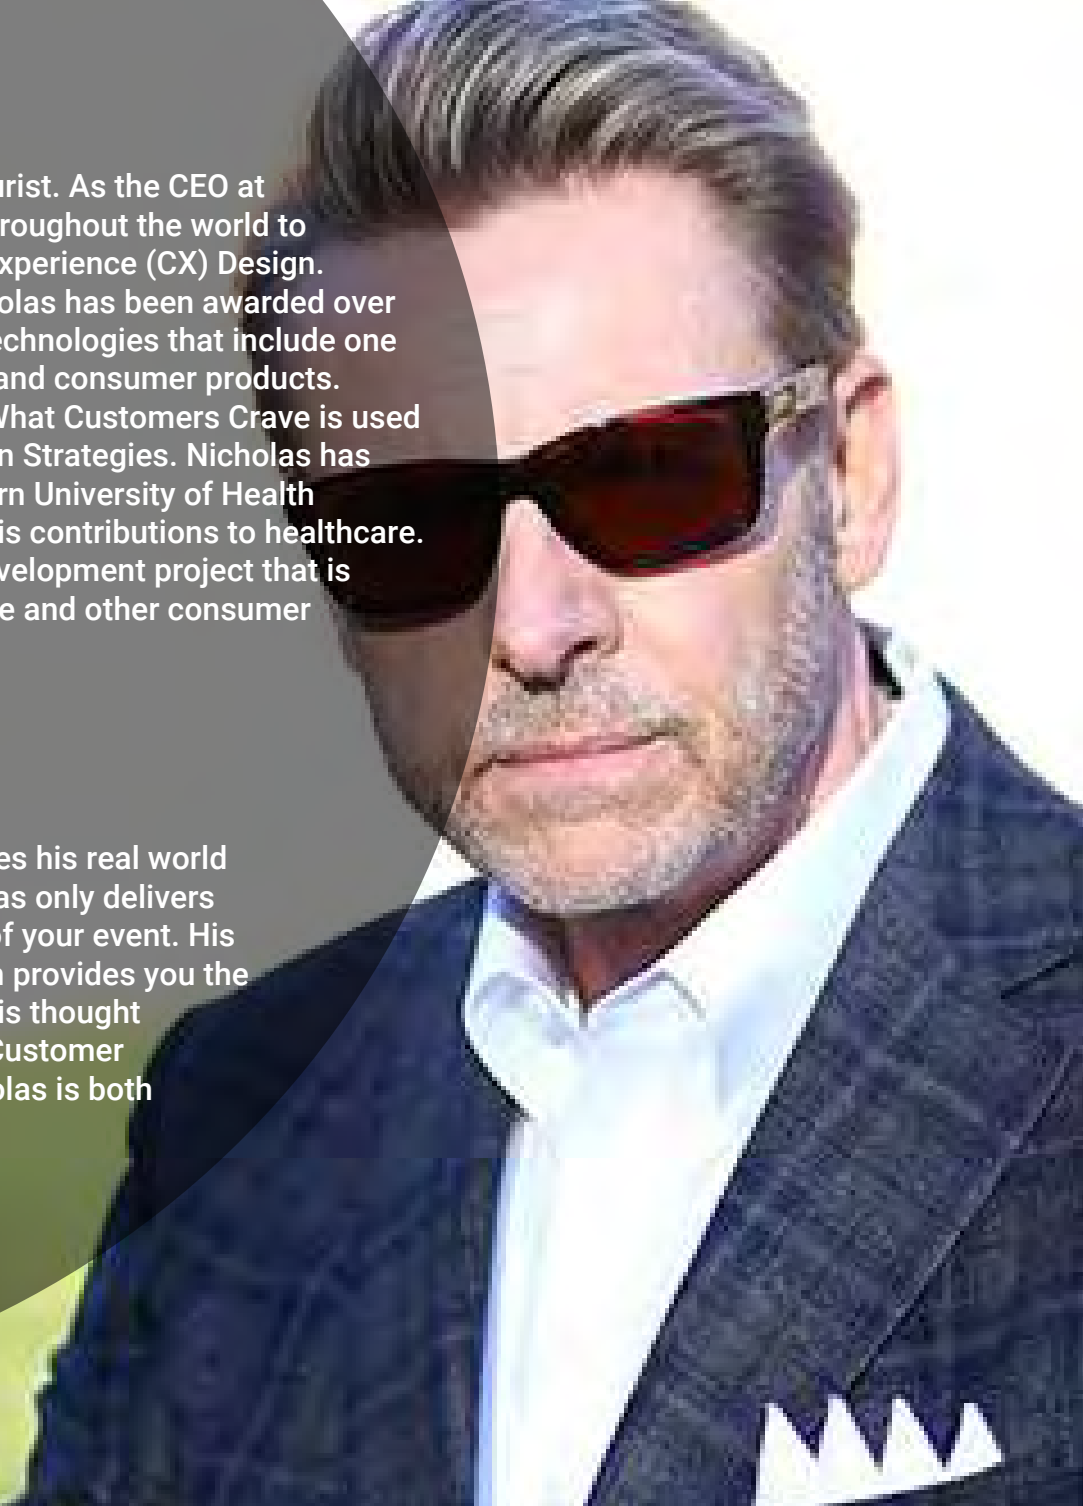 urist. As the CEO at
roughout the world to
xperience (CX) Design.
olas has been awarded over
echnologies that include one
and consumer products.
What Customers Crave is used
n Strategies. Nicholas has
rn University of Health
is contributions to healthcare.
velopment project that is
e and other consumer
es his real world
as only delivers
of your event. His
n provides you the
is thought
Customer
olas is both